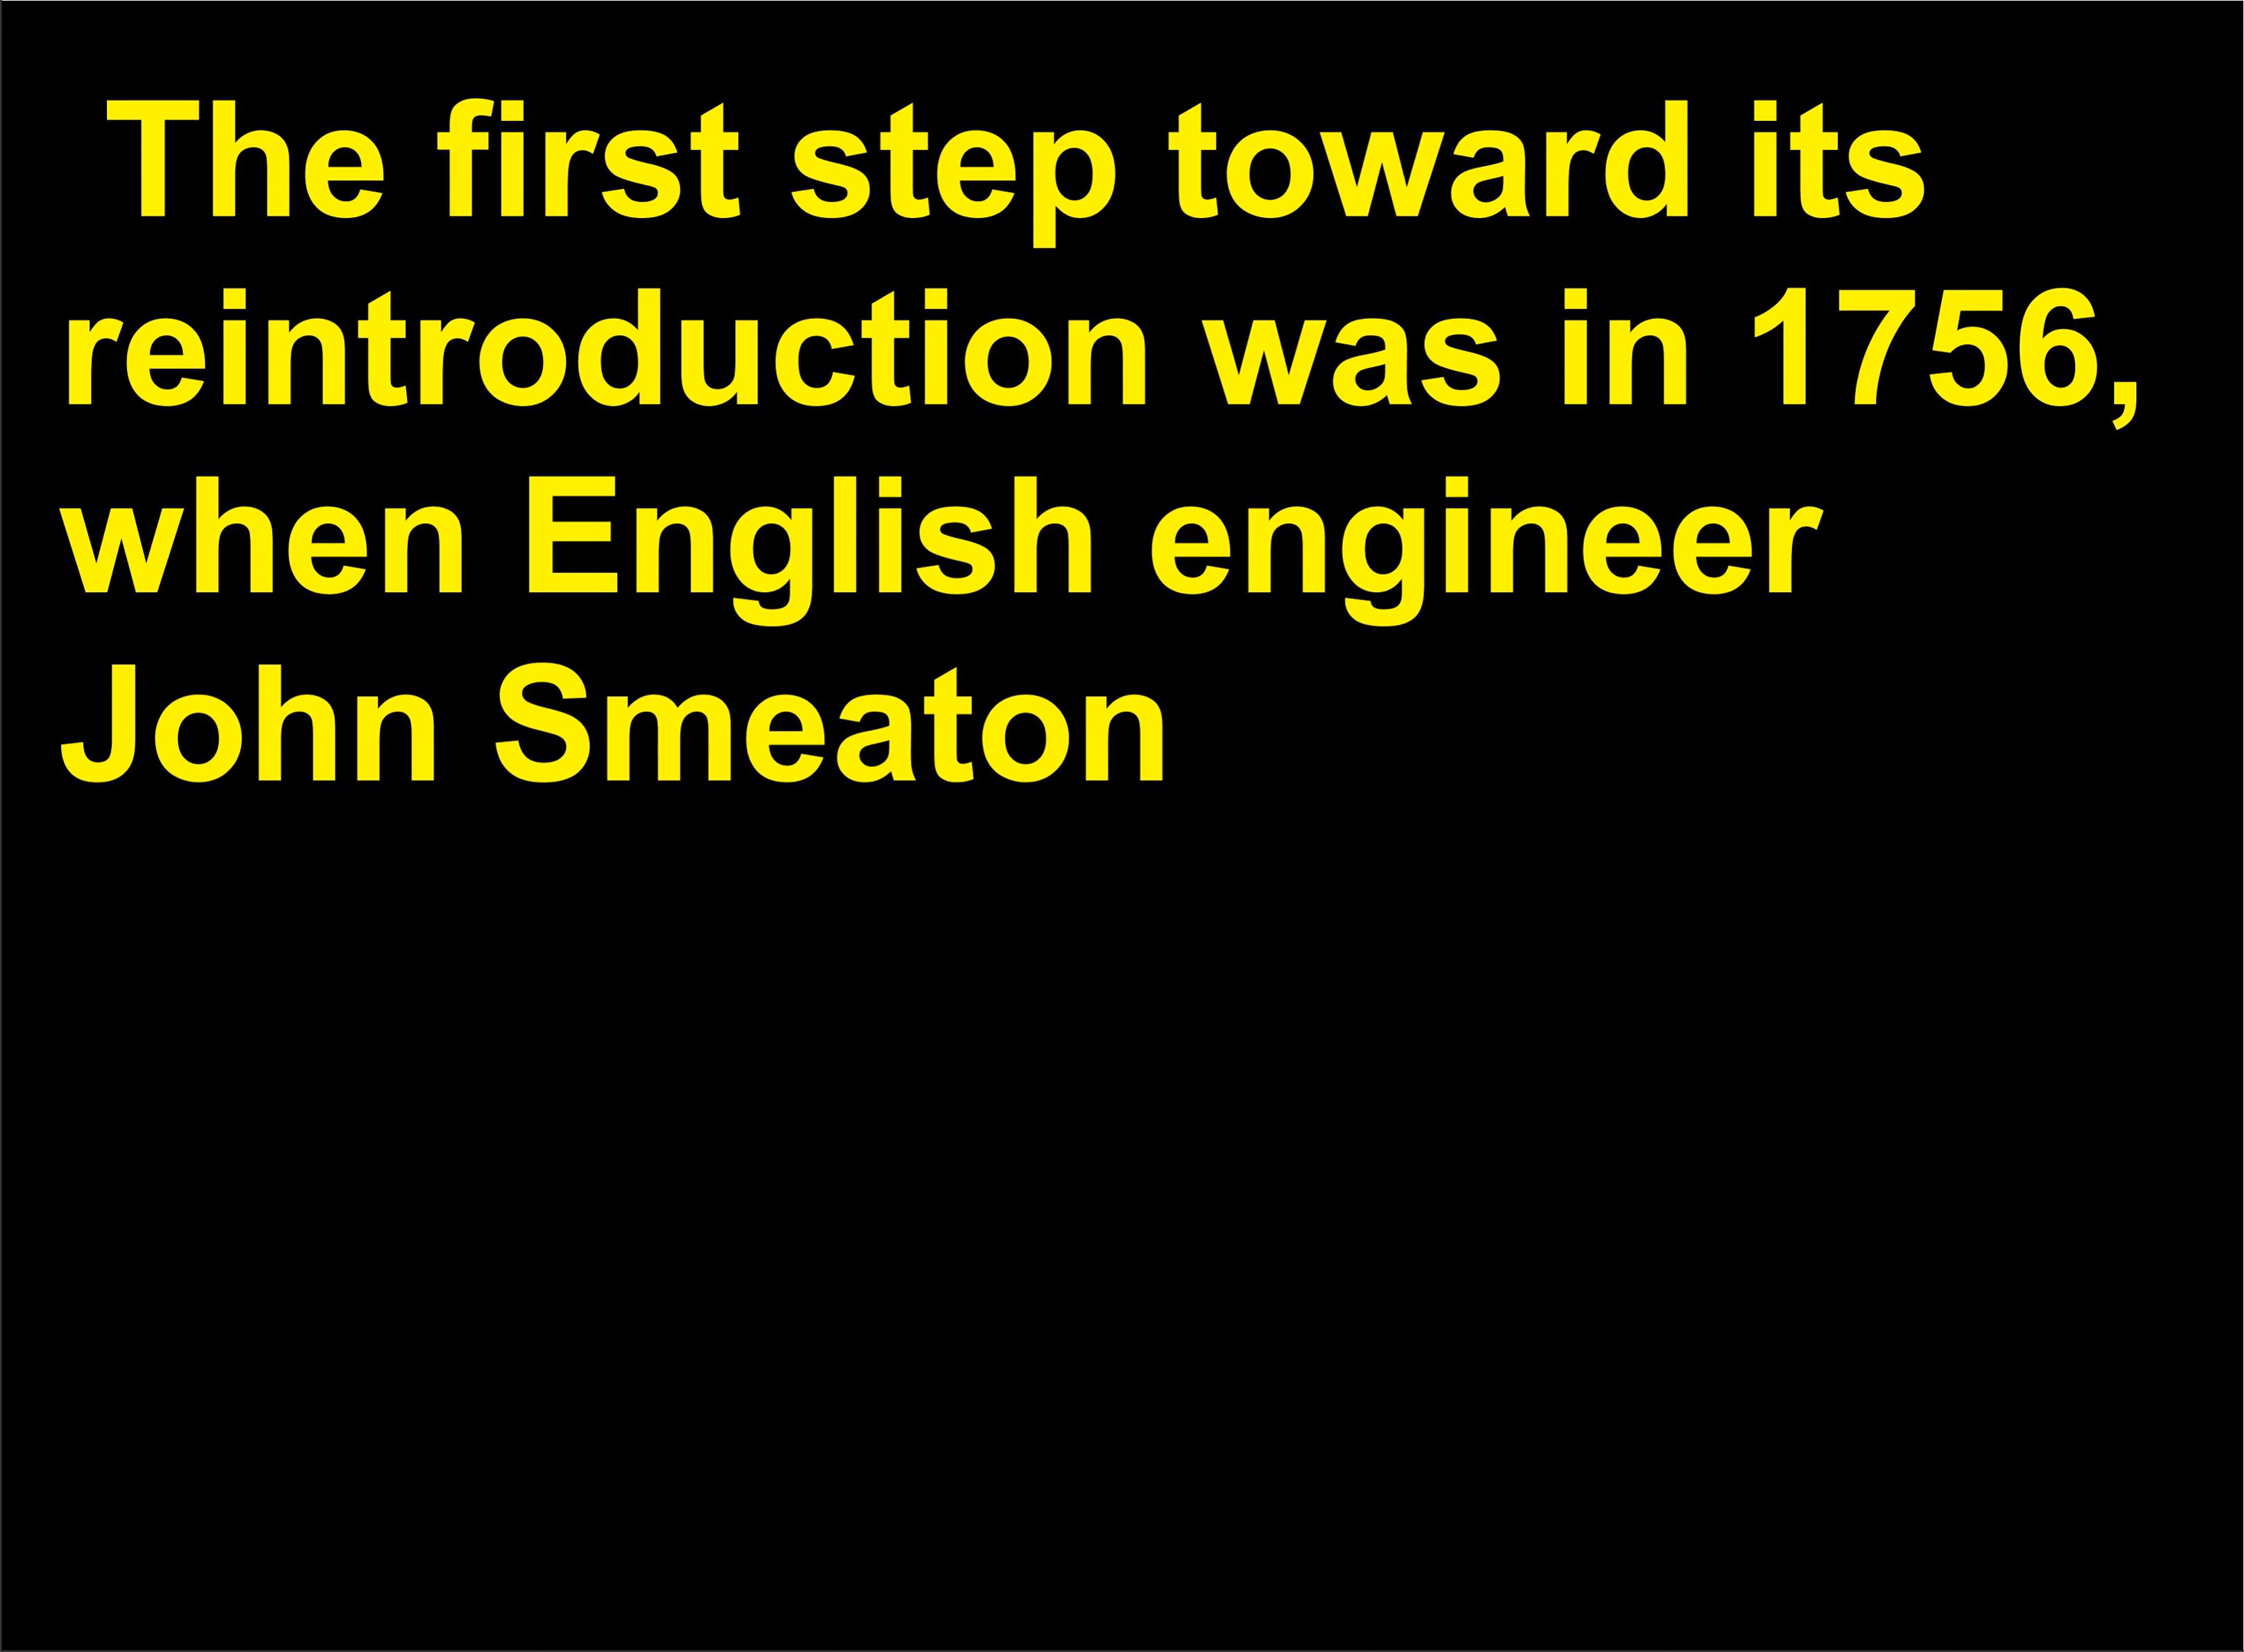 The first step toward its
reintroduction was in 1756,
when English engineer
John Smeaton